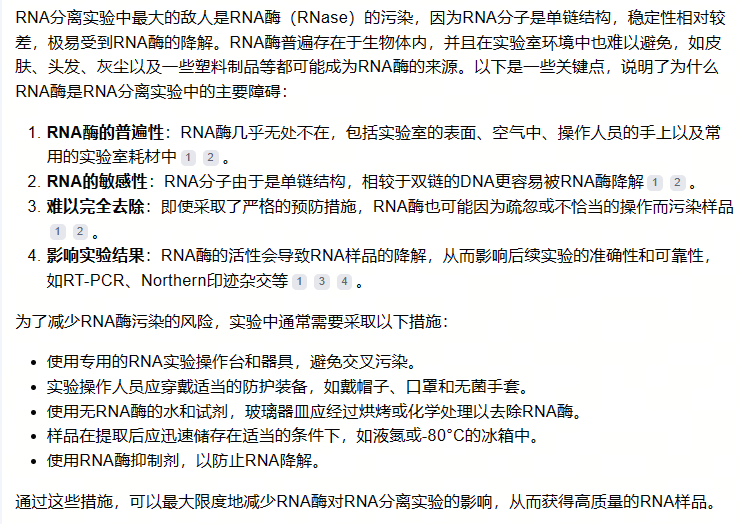 RNA分离实验中最大的敌人是RNA酶（RNase）的污染，因为RNA分子是单链结构，稳定性相对较
差，极易受到RNA酶的降解。RNA酶普遍存在于生物体内，并且在实验室环境中也难以避免，如皮
肤、头发、灰尘以及一些塑料制品等都可能成为RNA酶的来源。以下是一些关键点，说明了为什么
RNA酶是RNA分离实验中的主要障碍：
1. RNA酶的普遍性：RNA酶几乎无处不在，包括实验室的表面、空气中、操作人员的手上以及常
用的实验室耗材中 1 2 。
2. RNA的敏感性：RNA分子由于是单链结构，相较于双链的DNA更容易被RNA酶降解 1 2 。
3. 难以完全去除：即使采取了严格的预防措施，RNA酶也可能因为疏忽或不恰当的操作而污染样品
1 2 。
4. 影响实验结果：RNA酶的活性会导致RNA样品的降解，从而影响后续实验的准确性和可靠性，
如RT-PCR、Northern印迹杂交等 1 3 4 。
为了减少RNA酶污染的风险，实验中通常需要采取以下措施：
• 使用专用的RNA实验操作台和器具，避免交叉污染。
• 实验操作人员应穿戴适当的防护装备，如戴帽子、口罩和无菌手套。
• 使用无RNA酶的水和试剂，玻璃器皿应经过烘烤或化学处理以去除RNA酶。
• 样品在提取后应迅速储存在适当的条件下，如液氮或-80°C的冰箱中。
• 使用RNA酶抑制剂，以防止RNA降解。
通过这些措施，可以最大限度地减少RNA酶对RNA分离实验的影响，从而获得高质量的RNA样品。